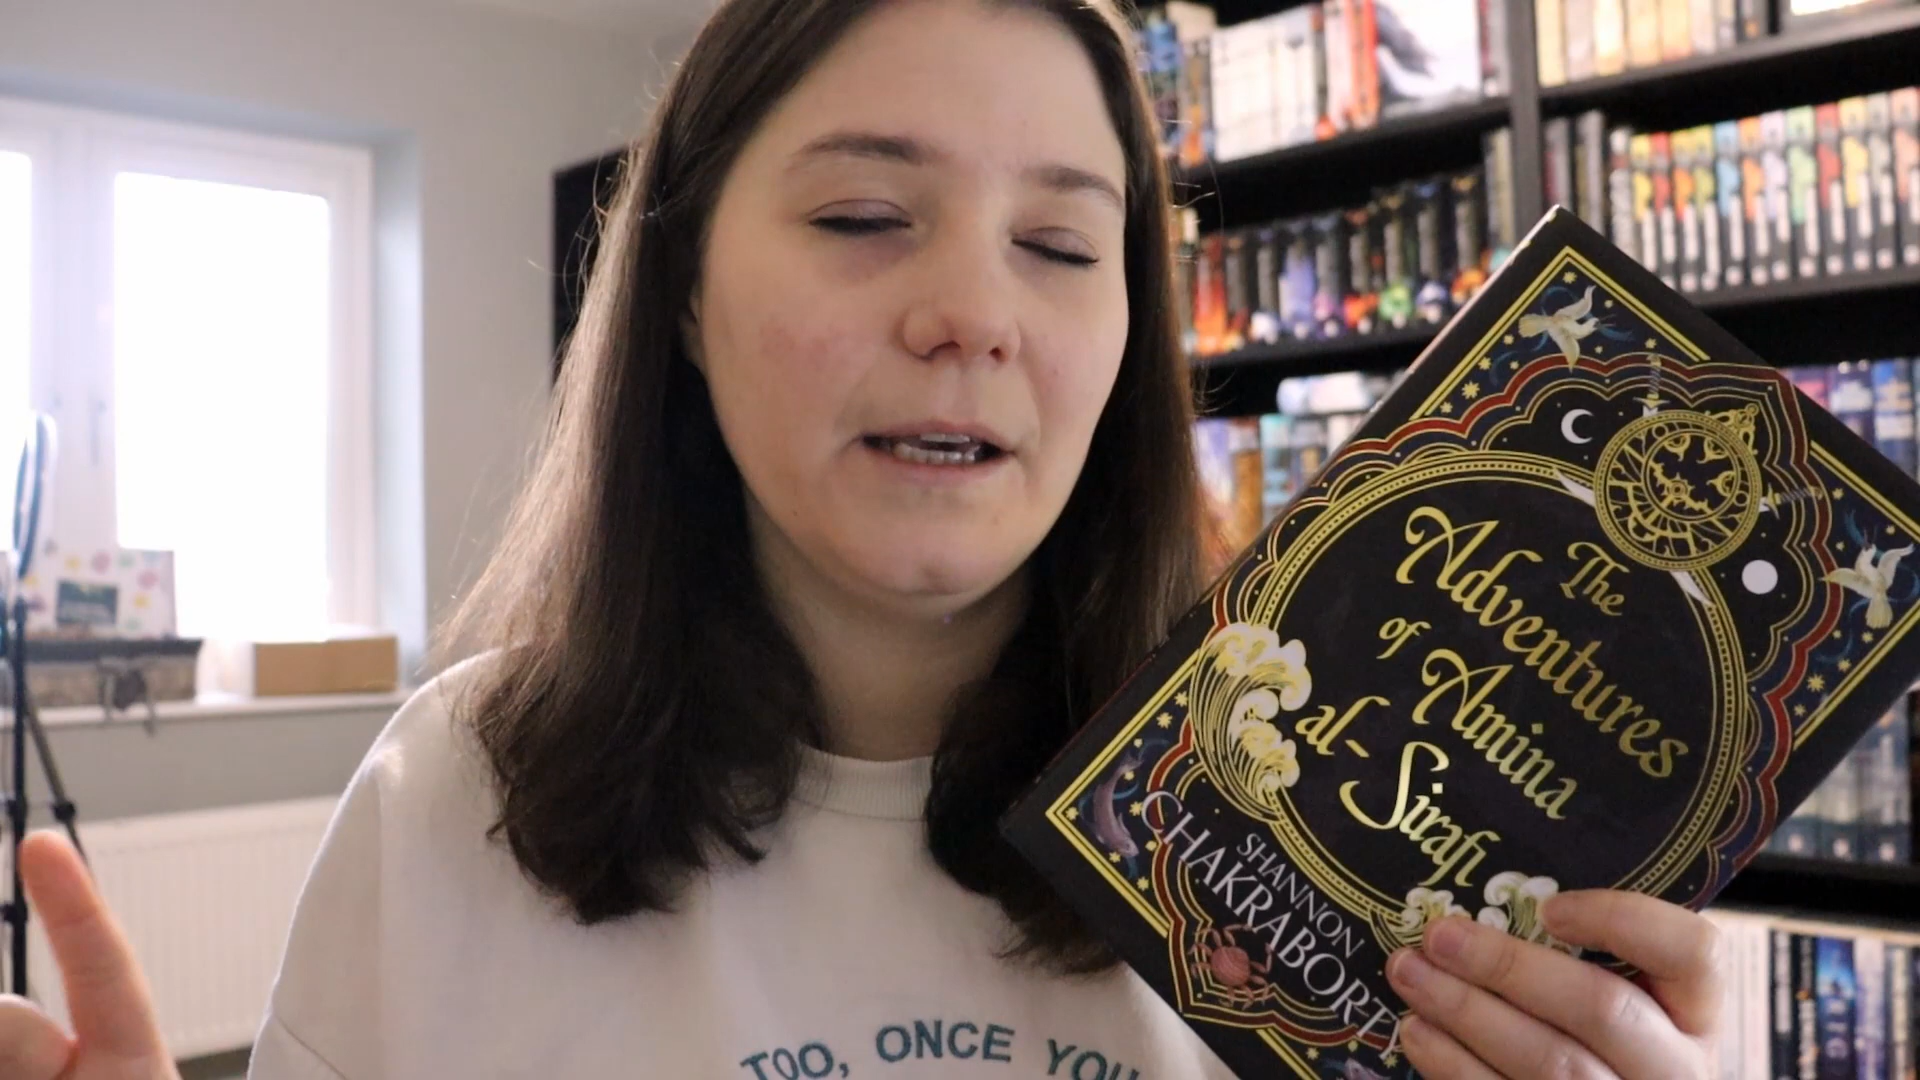 The
Adventures
of Amina
al-Sirafi
SHANNON
CHAKRABORTY
TOO, ONCE YOU